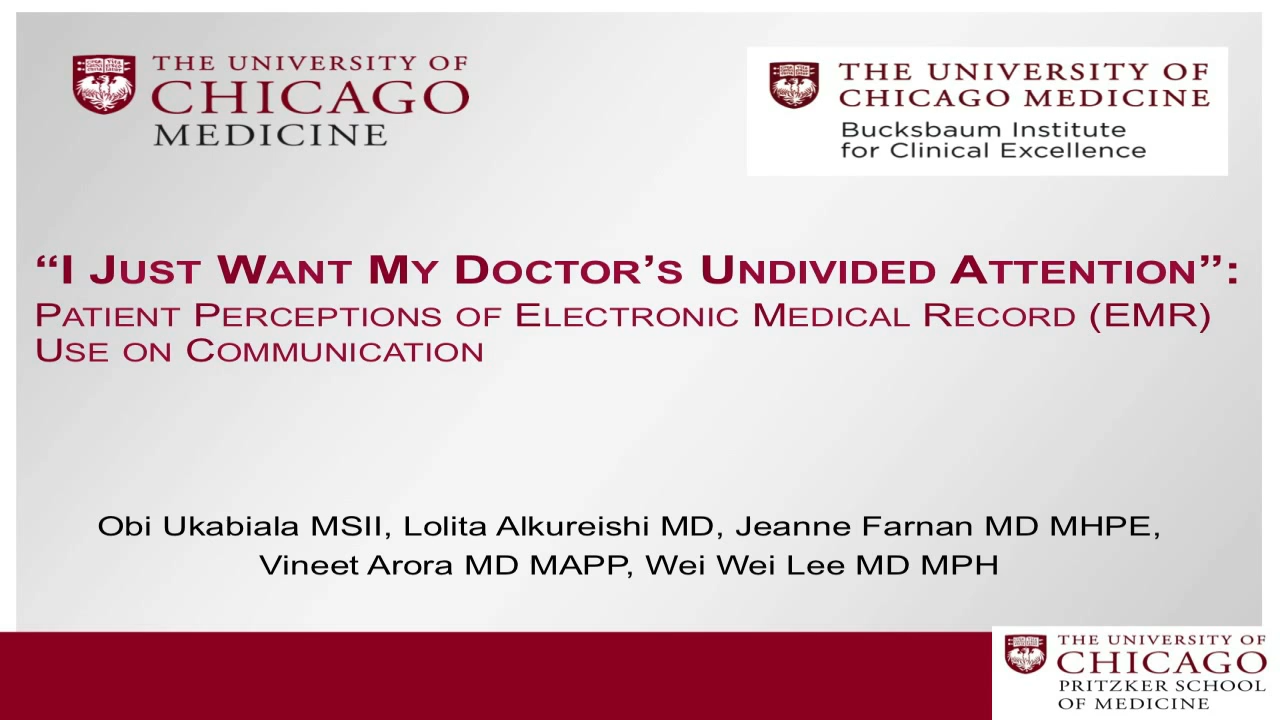 THE UNIVERSITY OF
CHICAGO
MEDICINE
THE UNIVERSITY OF
CHICAGO MEDICINE
Bucksbaum Institute
for Clinical Excellence
“I JUST WANT MY DOCTOR’S UNDIVIDED ATTENTION”:
PATIENT PERCEPTIONS OF ELECTRONIC MEDICAL RECORD (EMR)
USE ON COMMUNICATION
Obi Ukabiala MSII, Lolita Alkureishi MD, Jeanne Farnan MD MHPE,
Vineet Arora MD MAPP, Wei Wei Lee MD MPH
THE UNIVERSITY OF
CHICAGO
PRITZKER SCHOOL
OF MEDICINE